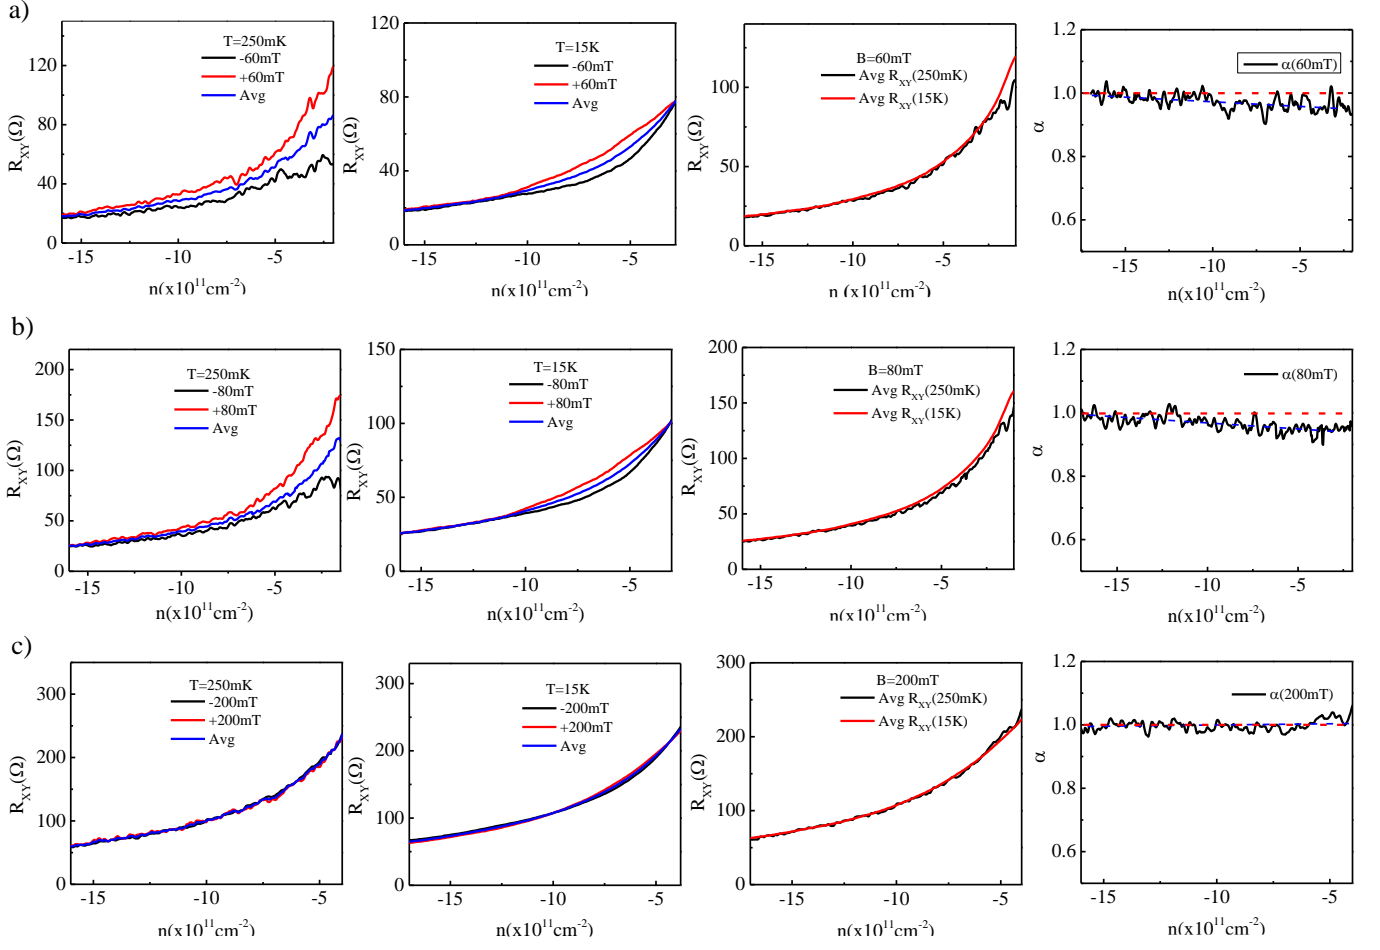 a)
T=250mK
-60mT
+60mT
Avg
120
80
40
0
R_XY(Ω)
-15
-10
-5
n(x10^11cm^-2)
T=15K
-60mT
+60mT
Avg
120
80
40
0
R_XY(Ω)
-15
-10
-5
n(x10^11cm^-2)
B=60mT
Avg R_XY(250mK)
Avg R_XY(15K)
100
50
0
R_XY(Ω)
-15
-10
-5
n (x10^11cm^-2)
α(60mT)
1.2
1.0
0.8
0.6
α
-15
-10
-5
n(x10^11cm^-2)
b)
T=250mK
-80mT
+80mT
Avg
200
150
100
50
0
R_XY(Ω)
-15
-10
-5
n(x10^11cm^-2)
T=15K
-80mT
+80mT
Avg
150
100
50
0
R_XY(Ω)
-15
-10
-5
n(x10^11cm^-2)
B=80mT
Avg R_XY(250mK)
Avg R_XY(15K)
200
150
100
50
0
R_XY(Ω)
-15
-10
-5
n(x10^11cm^-2)
α(80mT)
1.2
1.0
0.8
0.6
α
-15
-10
-5
n(x10^11cm^-2)
c)
T=250mK
-200mT
+200mT
Avg
300
200
100
0
R_XY(Ω)
-15
-10
-5
n(x10^11cm^-2)
T=15K
-200mT
+200mT
Avg
300
200
100
0
R_XY(Ω)
-15
-10
-5
n(x10^11cm^-2)
B=200mT
Avg R_XY(250mK)
Avg R_XY(15K)
300
200
100
0
R_XY(Ω)
-15
-10
-5
n(x10^11cm^-2)
α(200mT)
1.2
1.0
0.8
0.6
α
-15
-10
-5
n(x10^11cm^-2)